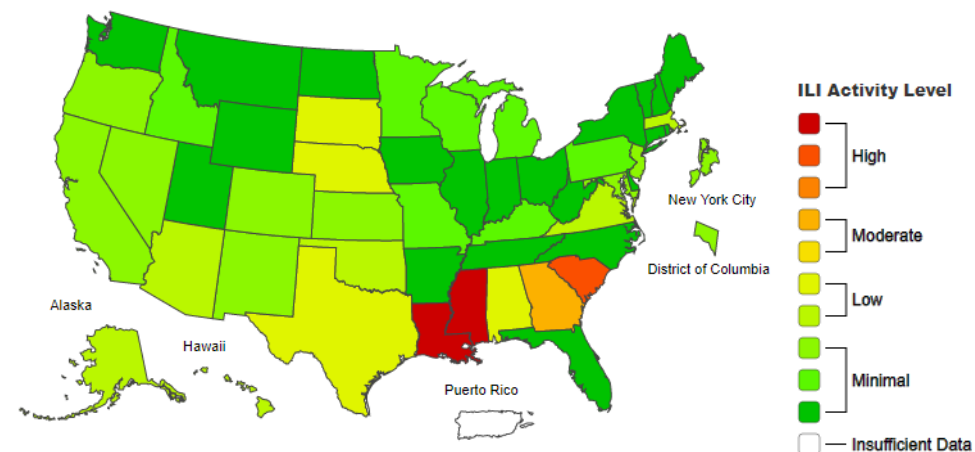 ILI Activity Level
High
Moderate
Low
Minimal
Insufficient Data
New York City
District of Columbia
Alaska
Hawaii
Puerto Rico